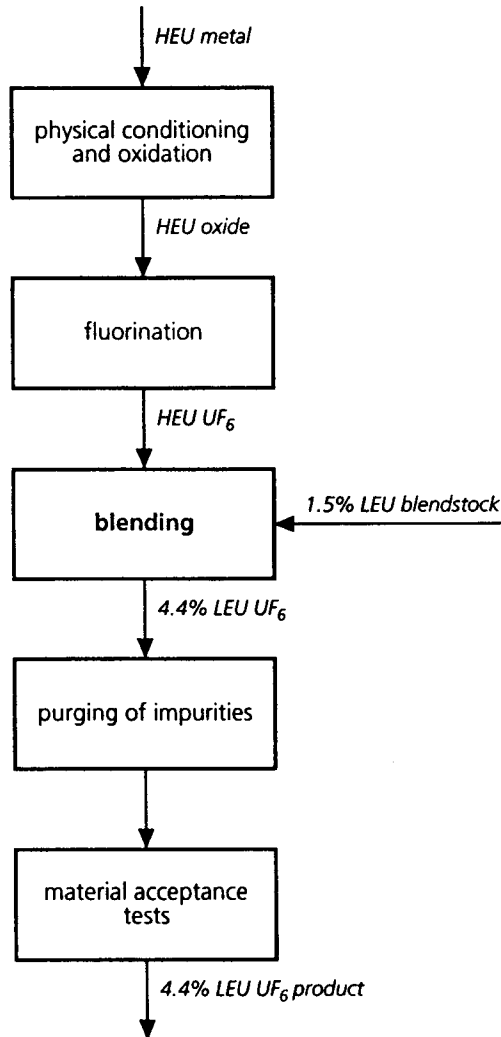 HEU metal
physical conditioning
and oxidation
HEU oxide
fluorination
HEU UF₆
blending
1.5% LEU blendstock
4.4% LEU UF₆
purging of impurities
material acceptance
tests
4.4% LEU UF₆ product